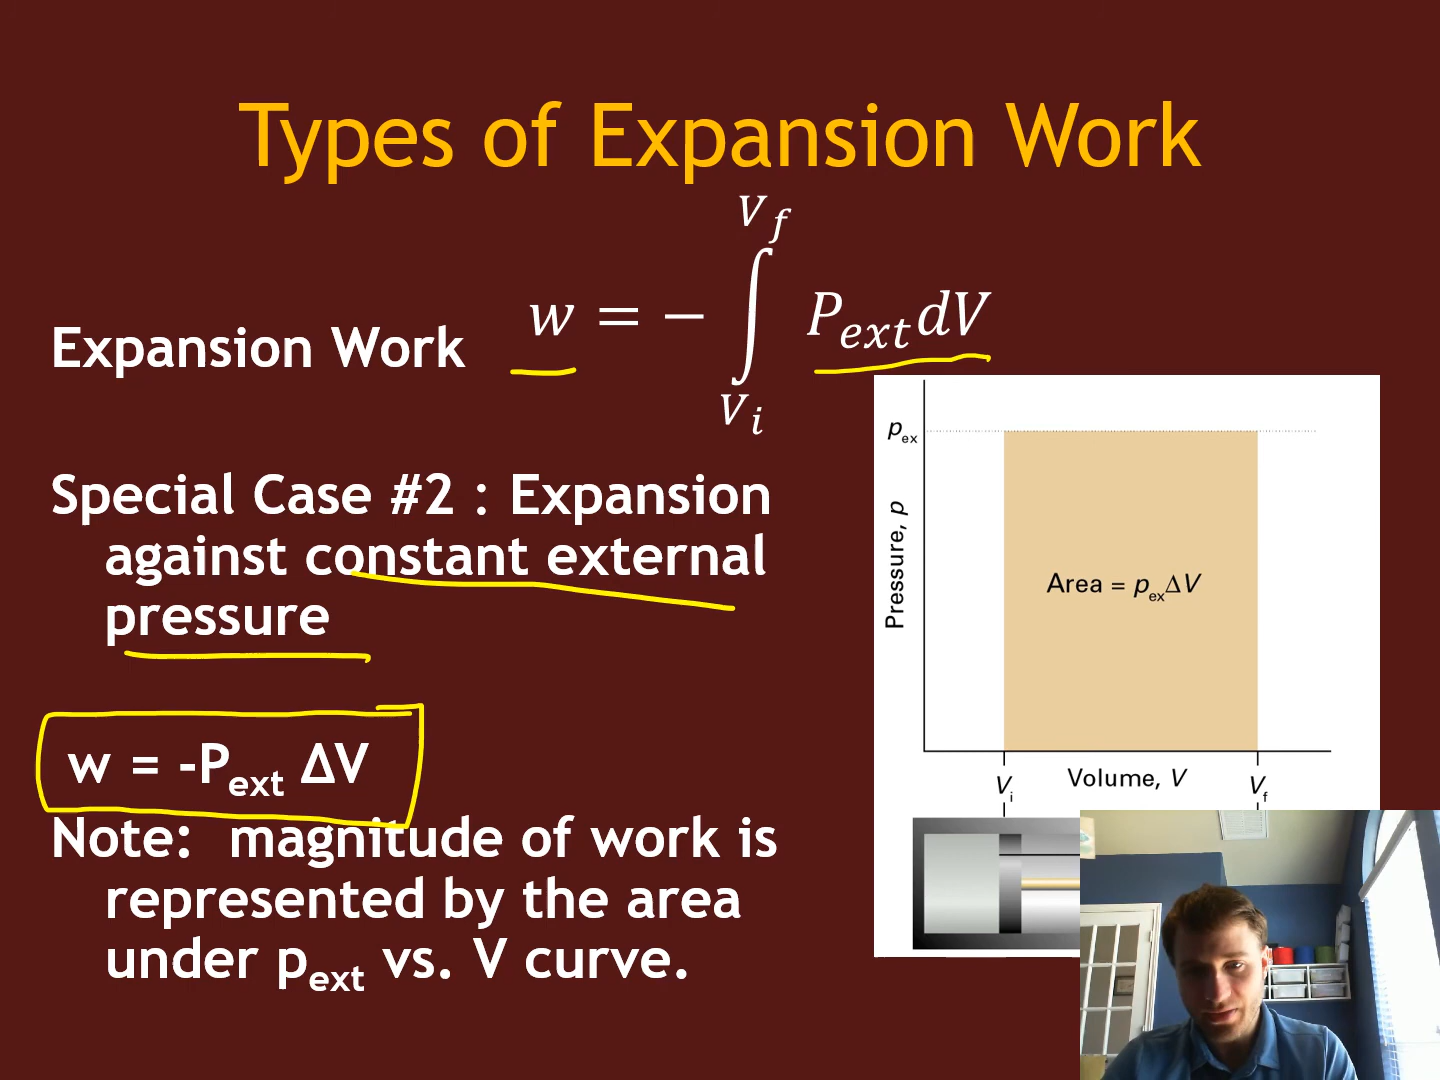 Types of Expansion Work
Expansion Work
w = − ∫ V_i V_f P_ext dV
Special Case #2 : Expansion
against constant external
pressure
w = -P_ext ΔV
Note: magnitude of work is
represented by the area
under p_ext vs. V curve.
p_ex
Pressure, p
Area = p_exΔV
V_i
Volume, V
V_f